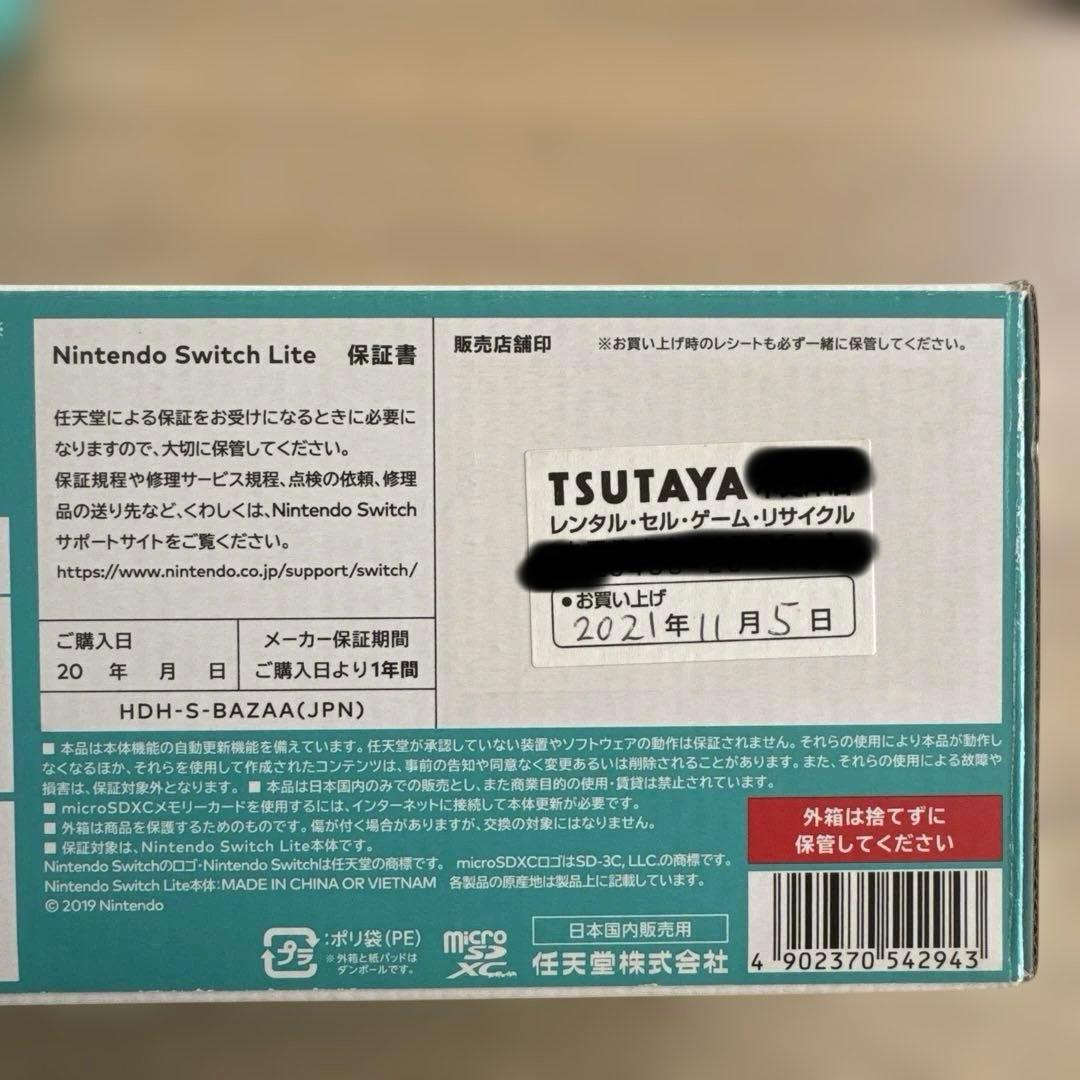 Nintendo Switch Lite 保証書
任天堂による保証をお受けになるときに必要に
なりますので、大切に保管してください。
保証規程や修理サービス規程、点検の依頼、修理
品の送り先など、くわしくは、Nintendo Switch
サポートサイトをご覧ください。
https://www.nintendo.co.jp/support/switch/
ご購入日
20 年 月 日
メーカー保証期間
ご購入日より1年間
HDH-S-BAZAA(JPN)
販売店舗印 ※お買い上げ時のレシートも必ず一緒に保管してください。
TSUTAYA
レンタル・セル・ゲーム・リサイクル
●お買い上げ
2021年11月5日
■ 本品は本体機能の自動更新機能を備えています。任天堂が承認していない装置やソフトウェアの動作は保証されません。それらの使用により本品が動作し
なくなるほか、それらを使用して作成されたコンテンツは、事前の告知や同意なく変更あるいは削除されることがあります。また、それらの使用による故障や
損害は、保証対象外となります。 ■ 本品は日本国内のみでの販売とし、また商業目的の使用・賃貸は禁止されています。
■ microSDXCメモリーカードを使用するには、インターネットに接続して本体更新が必要です。
■ 外箱は商品を保護するためのものです。傷が付く場合がありますが、交換の対象にはなりません。
■ 保証対象は、Nintendo Switch Lite本体です。
Nintendo Switchのロゴ・Nintendo Switchは任天堂の商標です。 microSDXCロゴはSD-3C, LLC.の商標です。
Nintendo Switch Lite本体：MADE IN CHINA OR VIETNAM 各製品の原産地は製品上に記載しています。
© 2019 Nintendo
外箱は捨てずに
保管してください
プラ
:ポリ袋(PE)
※外箱と紙パッドは
ダンボールです。
micro
SD
XC
日本国内販売用
任天堂株式会社
4 902370 542943